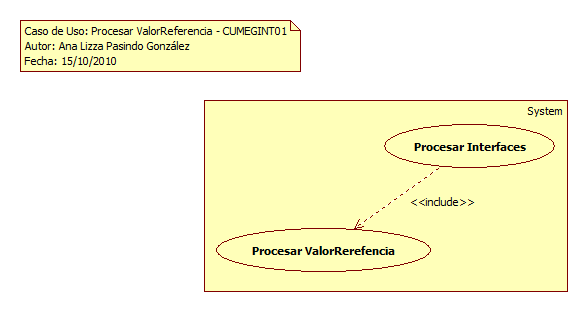 Caso de Uso: Procesar ValorReferencia - CUMEGINT01
Autor: Ana Lizza Pasindo González
Fecha: 15/10/2010
System
Procesar Interfaces
<<include>>
Procesar ValorRerefencia